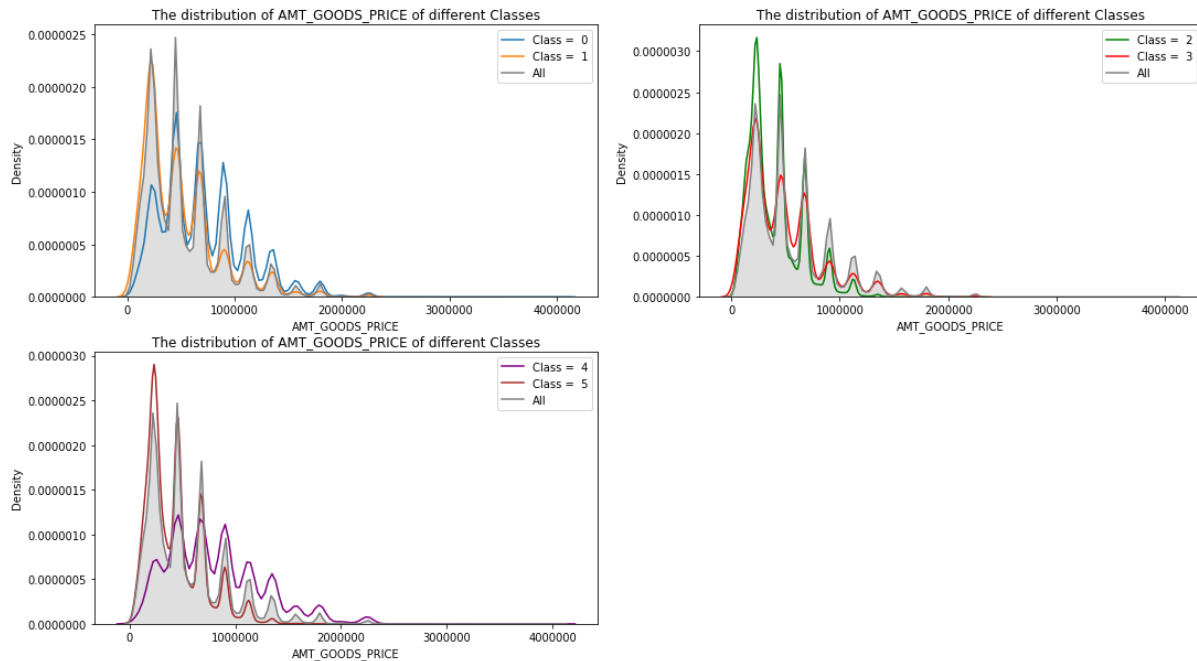 The distribution of AMT_GOODS_PRICE of different Classes
Class = 0
Class = 1
All
0.0000025
0.0000020
0.0000015
0.0000010
0.0000005
0.0000000
Density
0 1000000 2000000 3000000 4000000
AMT_GOODS_PRICE
The distribution of AMT_GOODS_PRICE of different Classes
Class = 2
Class = 3
All
0.0000030
0.0000025
0.0000020
0.0000015
0.0000010
0.0000005
0.0000000
Density
0 1000000 2000000 3000000 4000000
AMT_GOODS_PRICE
The distribution of AMT_GOODS_PRICE of different Classes
Class = 4
Class = 5
All
0.0000030
0.0000025
0.0000020
0.0000015
0.0000010
0.0000005
0.0000000
Density
0 1000000 2000000 3000000 4000000
AMT_GOODS_PRICE